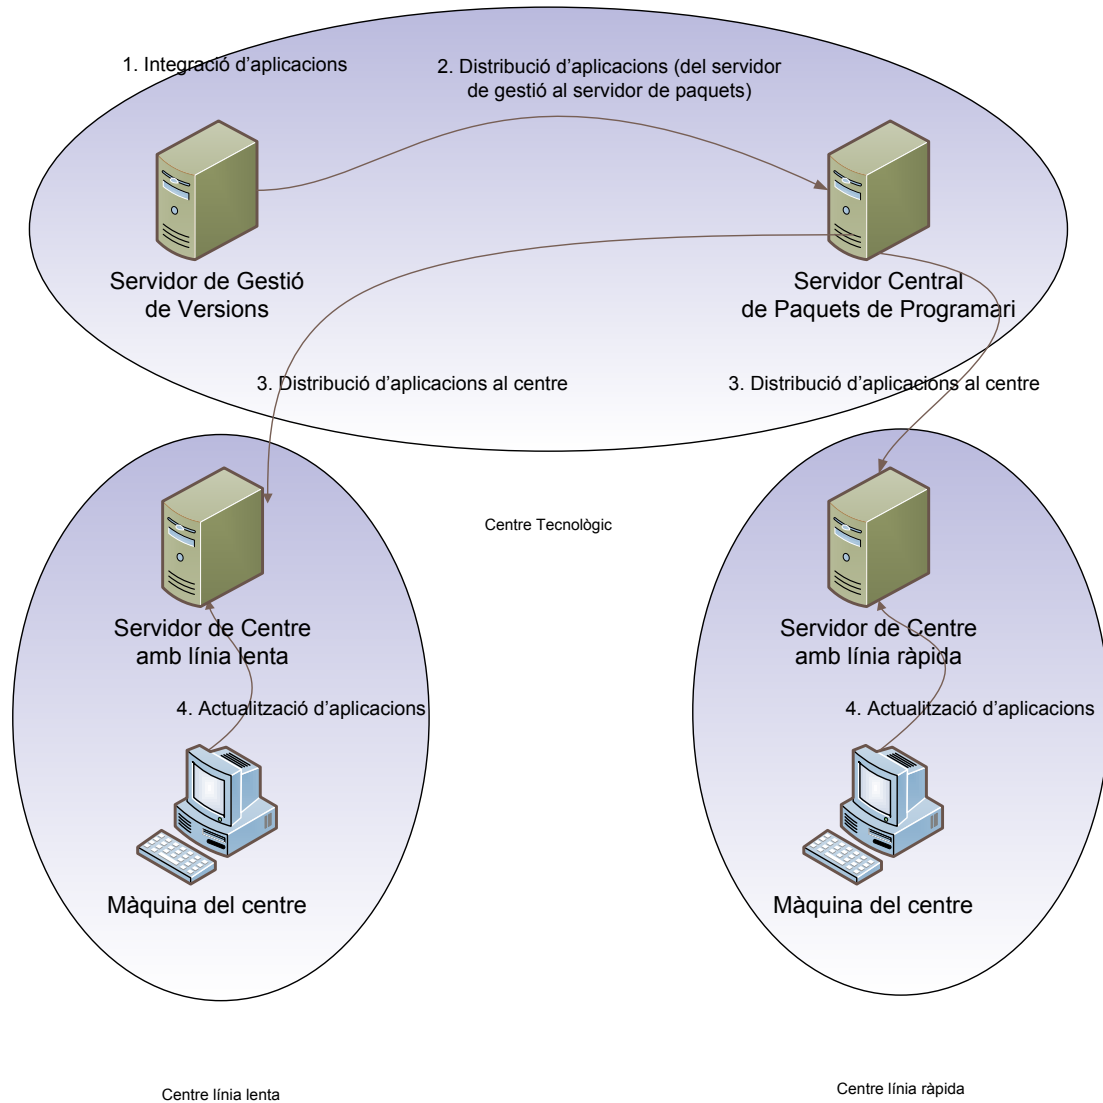 1. Integració d’aplicacions
2. Distribució d’aplicacions (del servidor
de gestió al servidor de paquets)
Servidor de Gestió
de Versions
Servidor Central
de Paquets de Programari
3. Distribució d’aplicacions al centre
3. Distribució d’aplicacions al centre
Centre Tecnològic
Servidor de Centre
amb línia lenta
Servidor de Centre
amb línia ràpida
4. Actualització d’aplicacions
4. Actualització d’aplicacions
Màquina del centre
Màquina del centre
Centre línia lenta
Centre línia ràpida